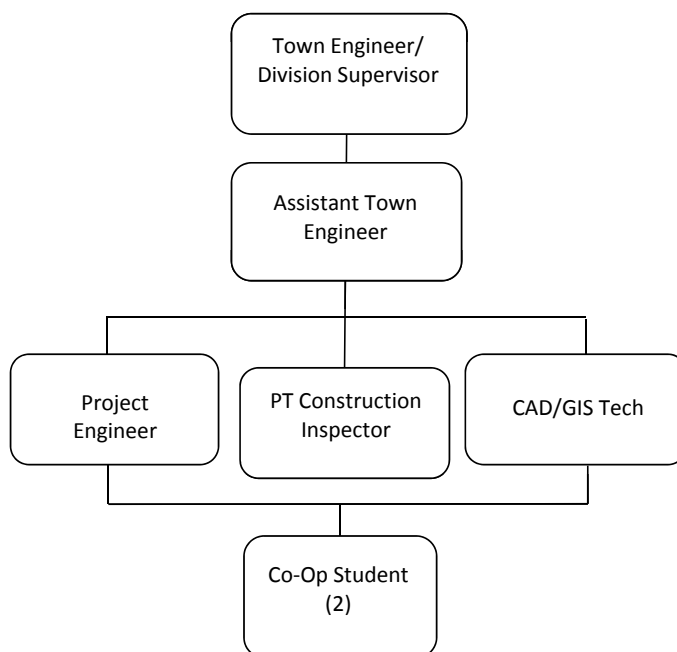 Town Engineer/
Division Supervisor
Assistant Town
Engineer
Project
Engineer
PT Construction
Inspector
CAD/GIS Tech
Co-Op Student
(2)